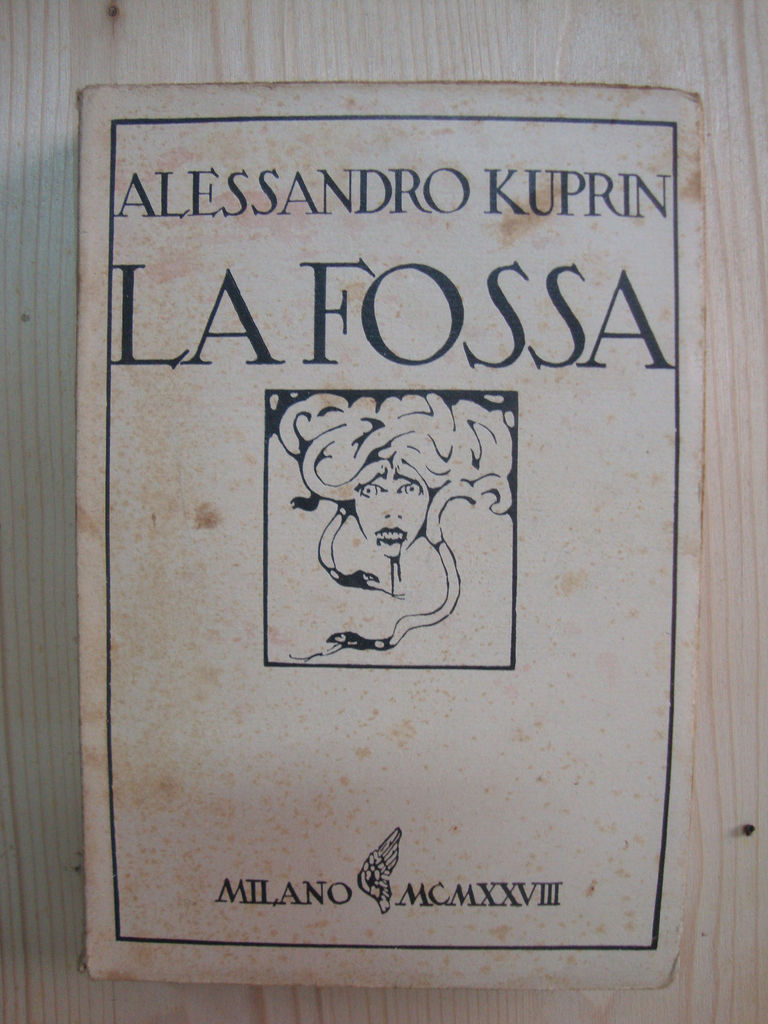 ALESSANDRO KUPRIN
LA FOSSA
MILANO MCMXXVIII